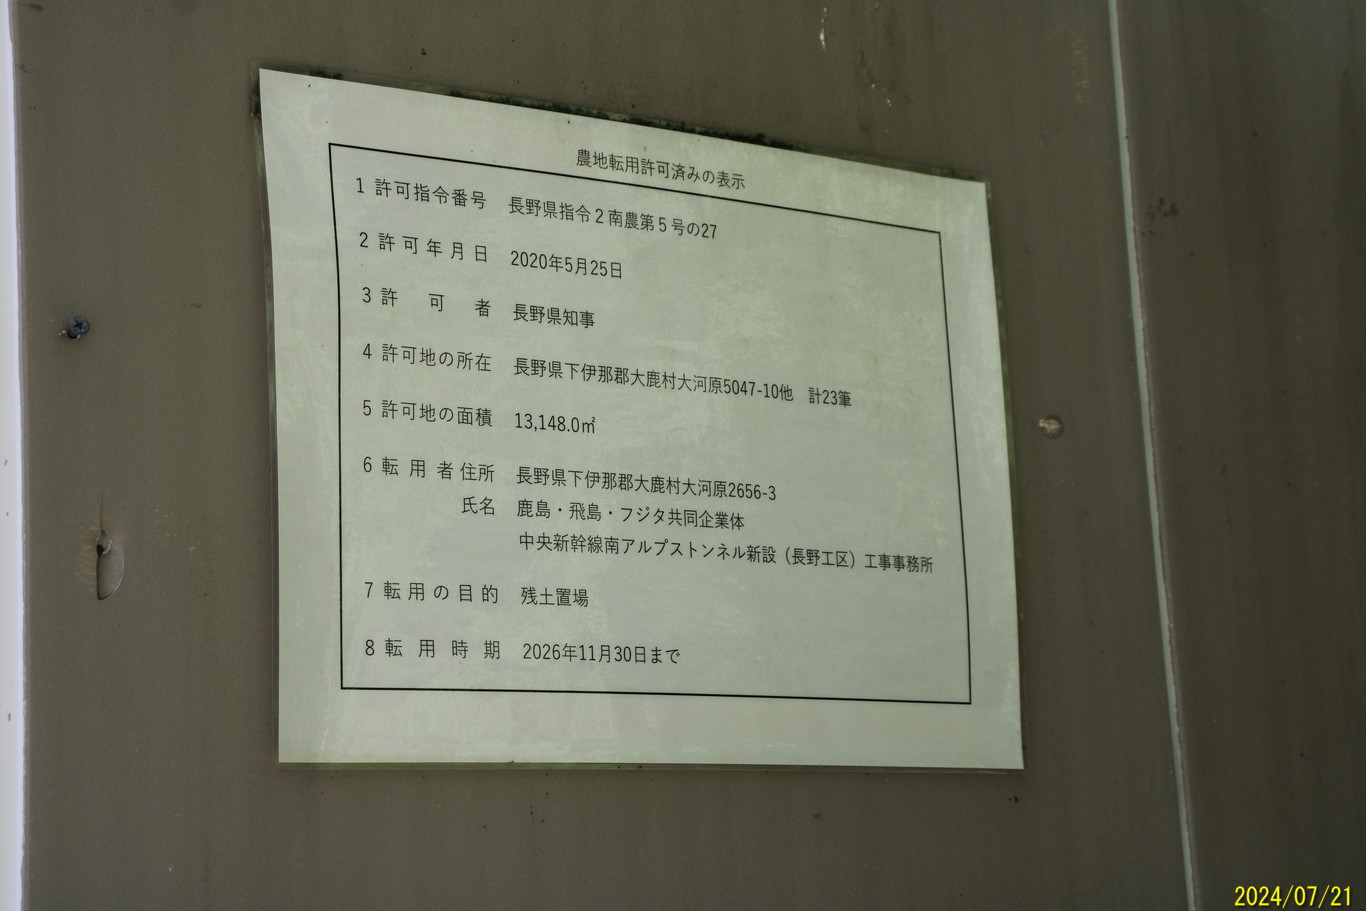 農地転用許可済みの表示
1 許可指令番号 長野県指令2南農第5号の27
2 許可年月日 2020年5月25日
3 許可者 長野県知事
4 許可地の所在 長野県下伊那郡大鹿村大河原5047-10他 計23筆
5 許可地の面積 13,148.0㎡
6 転用者住所 長野県下伊那郡大鹿村大河原2656-3
氏名 鹿島・飛島・フジタ共同企業体
中央新幹線南アルプストンネル新設（長野工区）工事事務所
7 転用の目的 残土置場
8 転用時期 2026年11月30日まで
2024/07/21